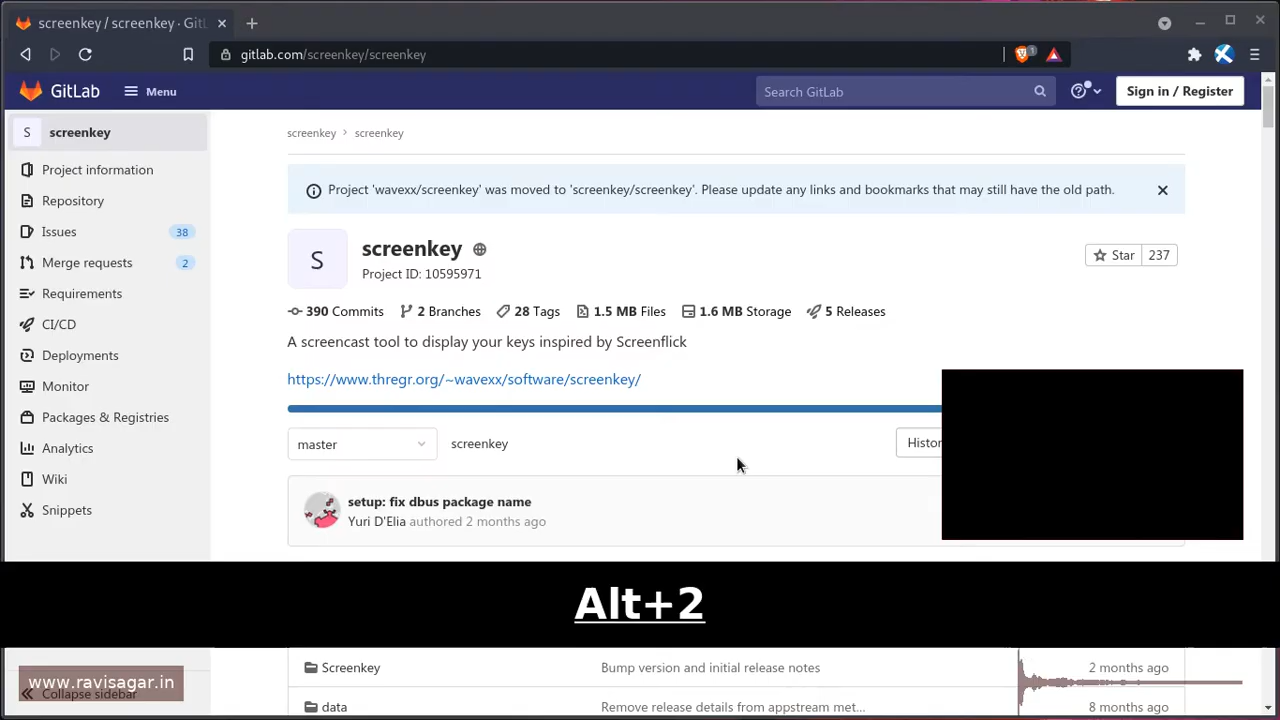 screenkey / screenkey · GitL
gitlab.com/screenkey/screenkey
1
GitLab
Menu
Search GitLab
Sign in / Register
S screenkey
Project information
Repository
Issues 38
Merge requests 2
Requirements
CI/CD
Deployments
Monitor
Packages & Registries
Analytics
Wiki
Snippets
Collapse sidebar
screenkey > screenkey
Project 'wavexx/screenkey' was moved to 'screenkey/screenkey'. Please update any links and bookmarks that may still have the old path.
S
screenkey
Project ID: 10595971
Star 237
390 Commits 2 Branches 28 Tags 1.5 MB Files 1.6 MB Storage 5 Releases
A screencast tool to display your keys inspired by Screenflick
https://www.thregr.org/~wavexx/software/screenkey/
master screenkey Histor
setup: fix dbus package name
Yuri D'Elia authored 2 months ago
Alt+2
Screenkey Bump version and initial release notes 2 months ago
data Remove release details from appstream met... 8 months ago
www.ravisagar.in